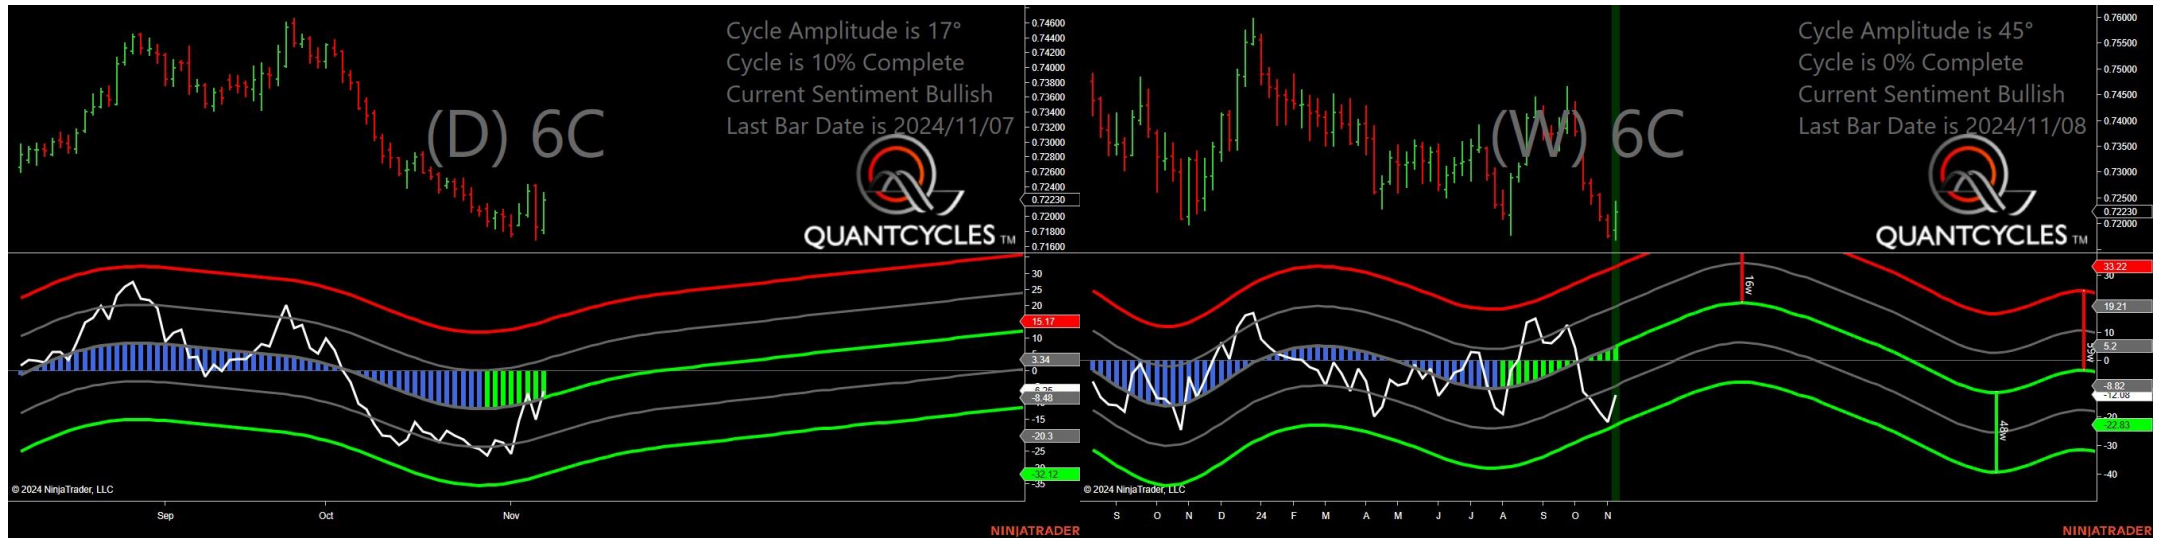 Cycle Amplitude is 17°
Cycle is 10% Complete
Current Sentiment Bullish
Last Bar Date is 2024/11/07
(D) 6C
QUANTCYCLES TM
0.74600
0.74400
0.74200
0.74000
0.73800
0.73600
0.73400
0.73200
0.73000
0.72800
0.72600
0.72400
0.72230
0.72000
0.71800
0.71600
30
25
20
15.17
10
3.34
0
-8.48
-15
-20.3
-25
-32.12
-35
© 2024 NinjaTrader, LLC
Sep
Oct
Nov
NINJATRADER
Cycle Amplitude is 45°
Cycle is 0% Complete
Current Sentiment Bullish
Last Bar Date is 2024/11/08
(W) 6C
QUANTCYCLES TM
0.76000
0.75500
0.75000
0.74500
0.74000
0.73500
0.73000
0.72500
0.72230
0.72000
16w
48w
33.22
30
19.21
10
5.2
0
-8.82
-12.08
-20
-22.83
-30
-40
© 2024 NinjaTrader, LLC
S O N D 24 F M A M J J A S O N
NINJATRADER